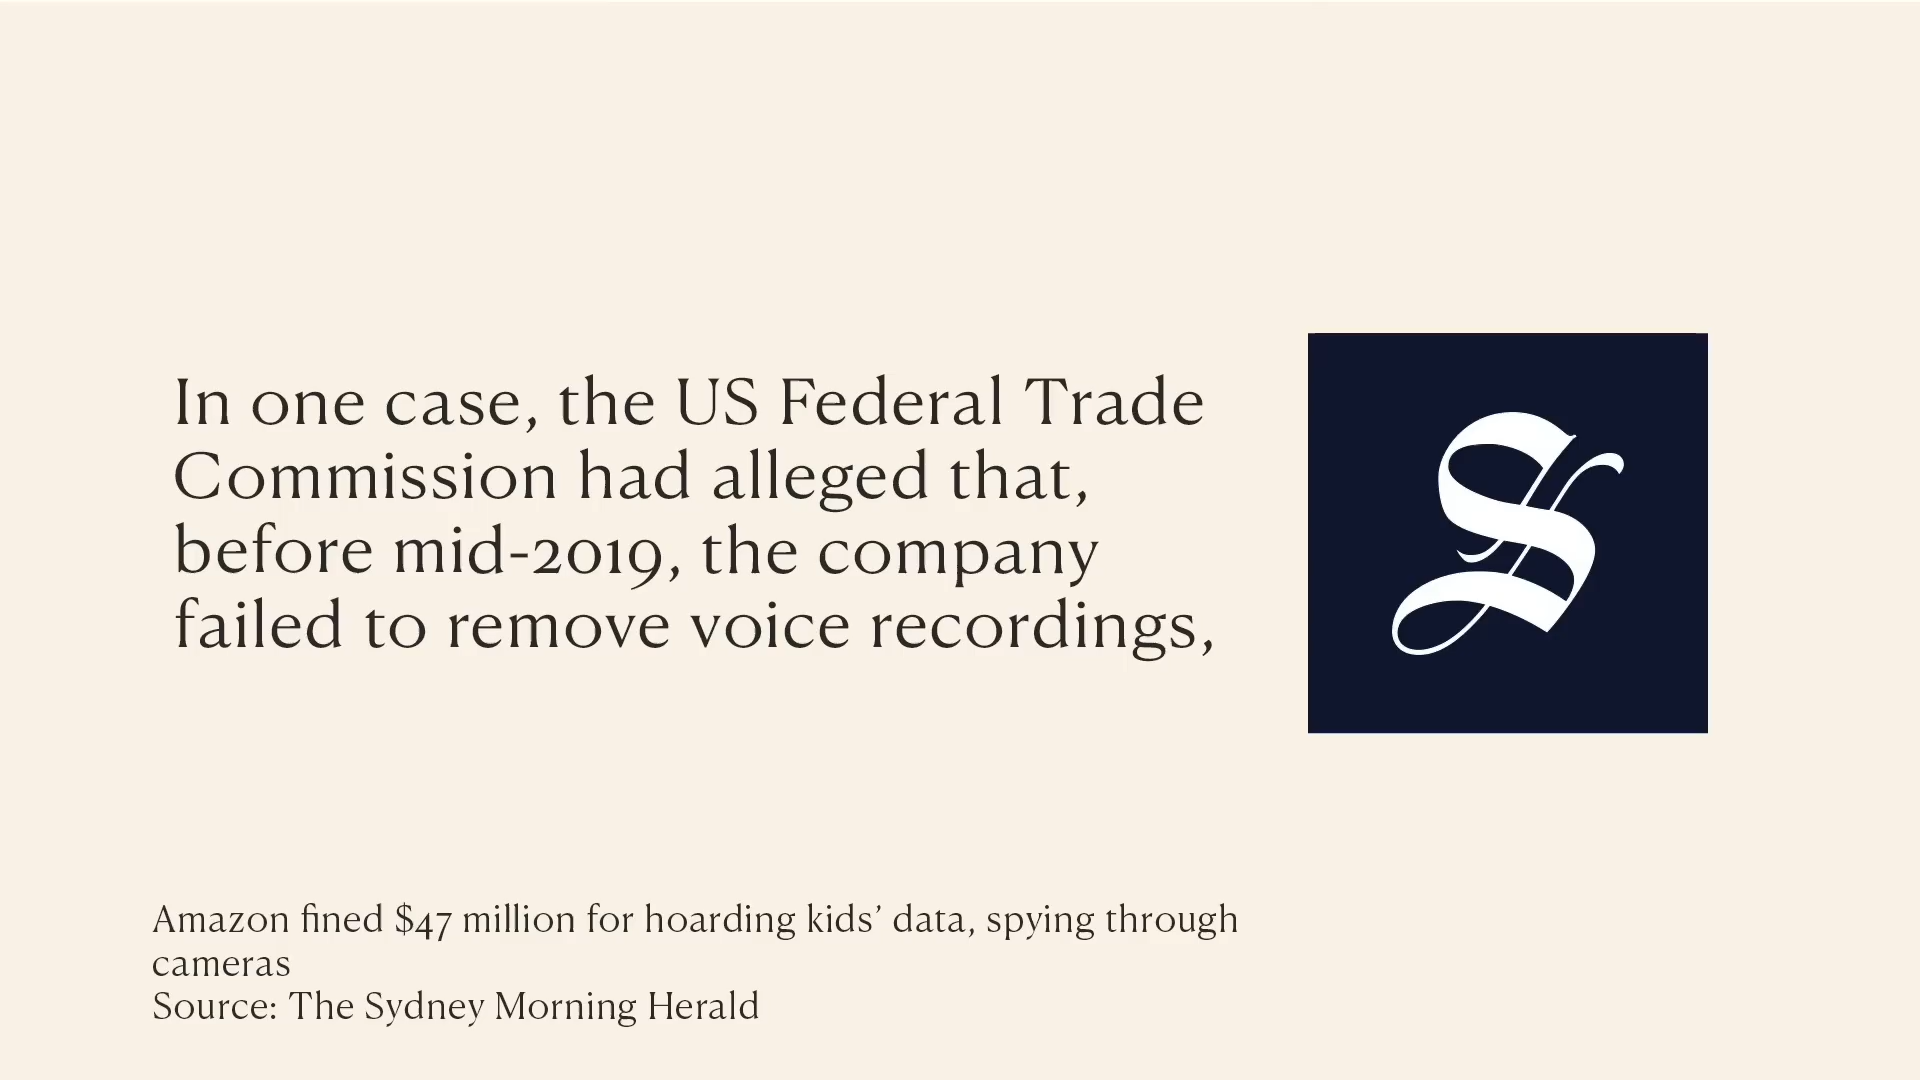 In one case, the US Federal Trade
Commission had alleged that,
before mid-2019, the company
failed to remove voice recordings,
S
Amazon fined $47 million for hoarding kids’ data, spying through
cameras
Source: The Sydney Morning Herald